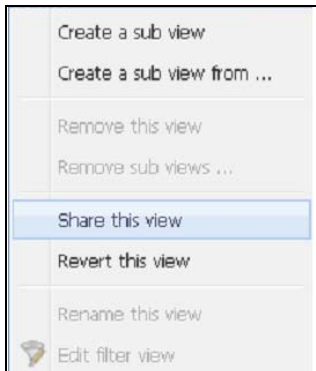 Create a sub view
Create a sub view from ...
Remove this view
Remove sub views ...
Share this view
Revert this view
Rename this view
Edit filter view